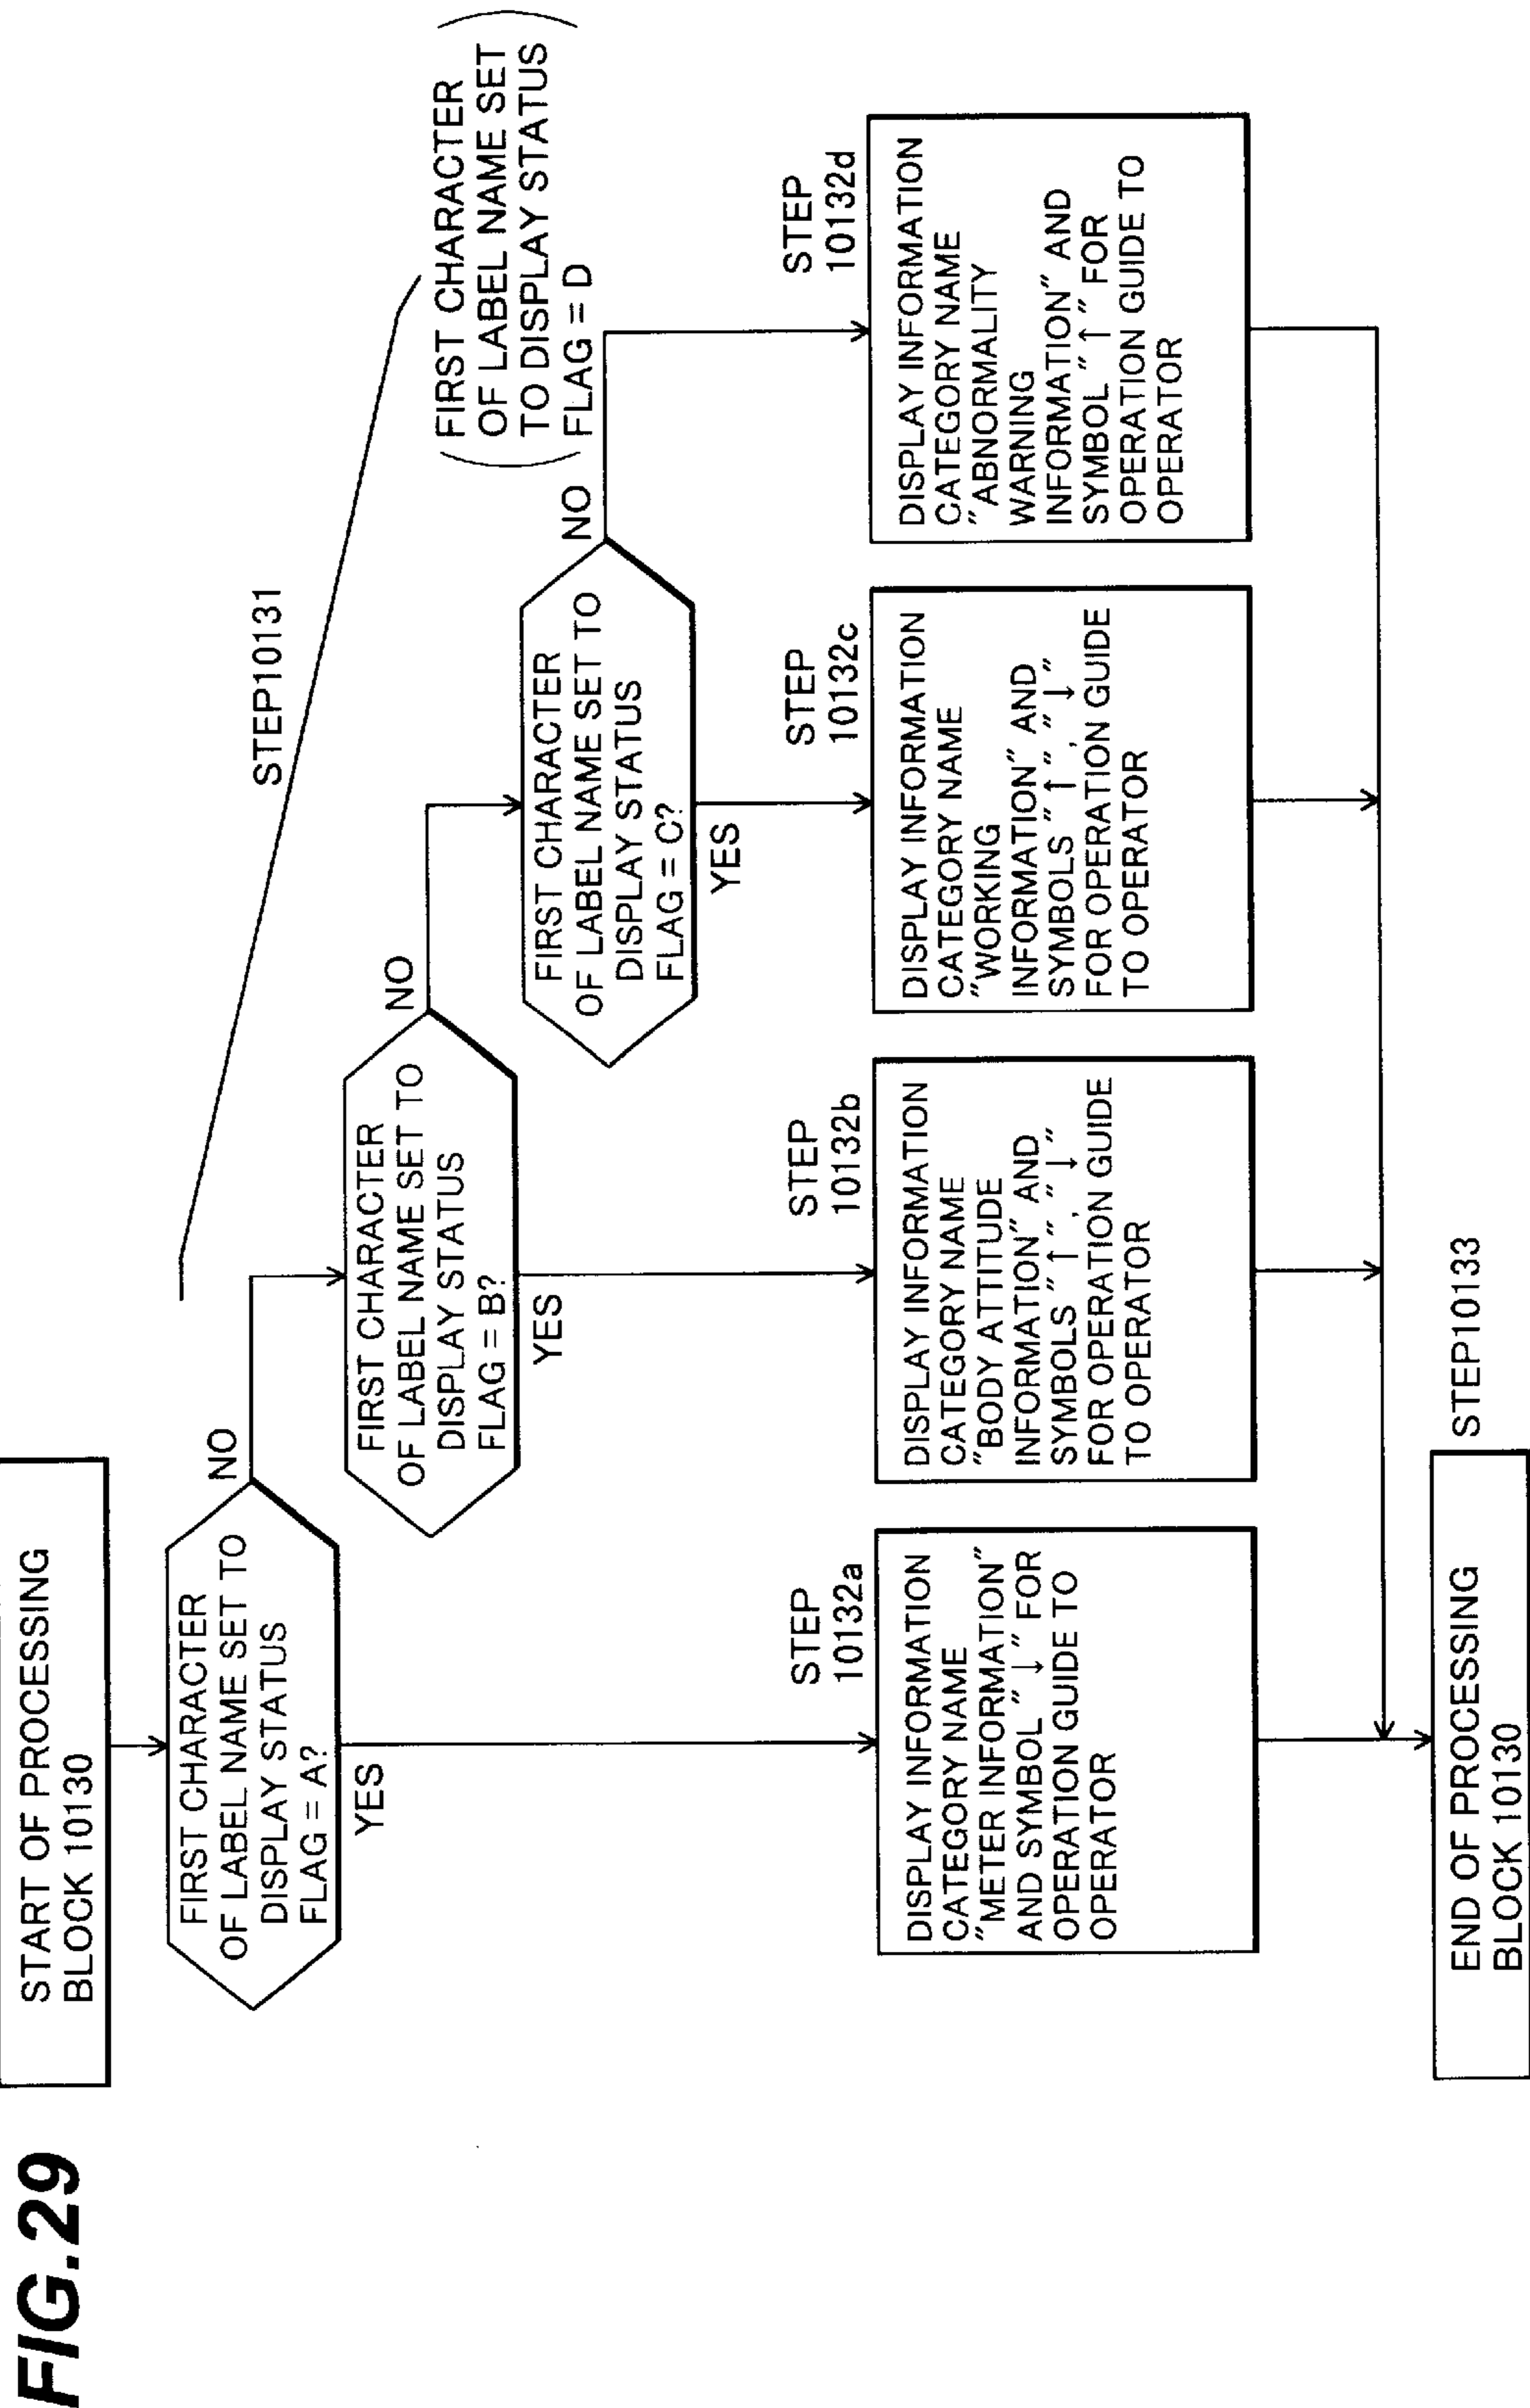 FIG.29
START OF PROCESSING
BLOCK 10130
STEP10131
FIRST CHARACTER
OF LABEL NAME SET TO
DISPLAY STATUS
FLAG = A?
NO
YES
FIRST CHARACTER
OF LABEL NAME SET TO
DISPLAY STATUS
FLAG = B?
NO
YES
FIRST CHARACTER
OF LABEL NAME SET TO
DISPLAY STATUS
FLAG = C?
NO
YES
(FIRST CHARACTER
OF LABEL NAME SET
TO DISPLAY STATUS
FLAG = D)
STEP
10132a
DISPLAY INFORMATION
CATEGORY NAME
"METER INFORMATION"
AND SYMBOL "↓" FOR
OPERATION GUIDE TO
OPERATOR
STEP
10132b
DISPLAY INFORMATION
CATEGORY NAME
"BODY ATTITUDE
INFORMATION" AND
SYMBOLS "↑", "↓"
FOR OPERATION GUIDE
TO OPERATOR
STEP
10132c
DISPLAY INFORMATION
CATEGORY NAME
"WORKING
INFORMATION" AND
SYMBOLS "↑", "↓"
FOR OPERATION GUIDE
TO OPERATOR
STEP
10132d
DISPLAY INFORMATION
CATEGORY NAME
"ABNORMALITY
WARNING
INFORMATION" AND
SYMBOL "↑" FOR
OPERATION GUIDE TO
OPERATOR
END OF PROCESSING
BLOCK 10130
STEP10133